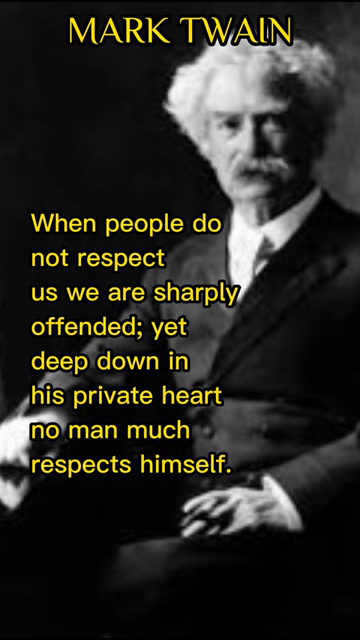 MARK TWAIN
When people do
not respect
us we are sharply
offended; yet
deep down in
his private heart
no man much
respects himself.